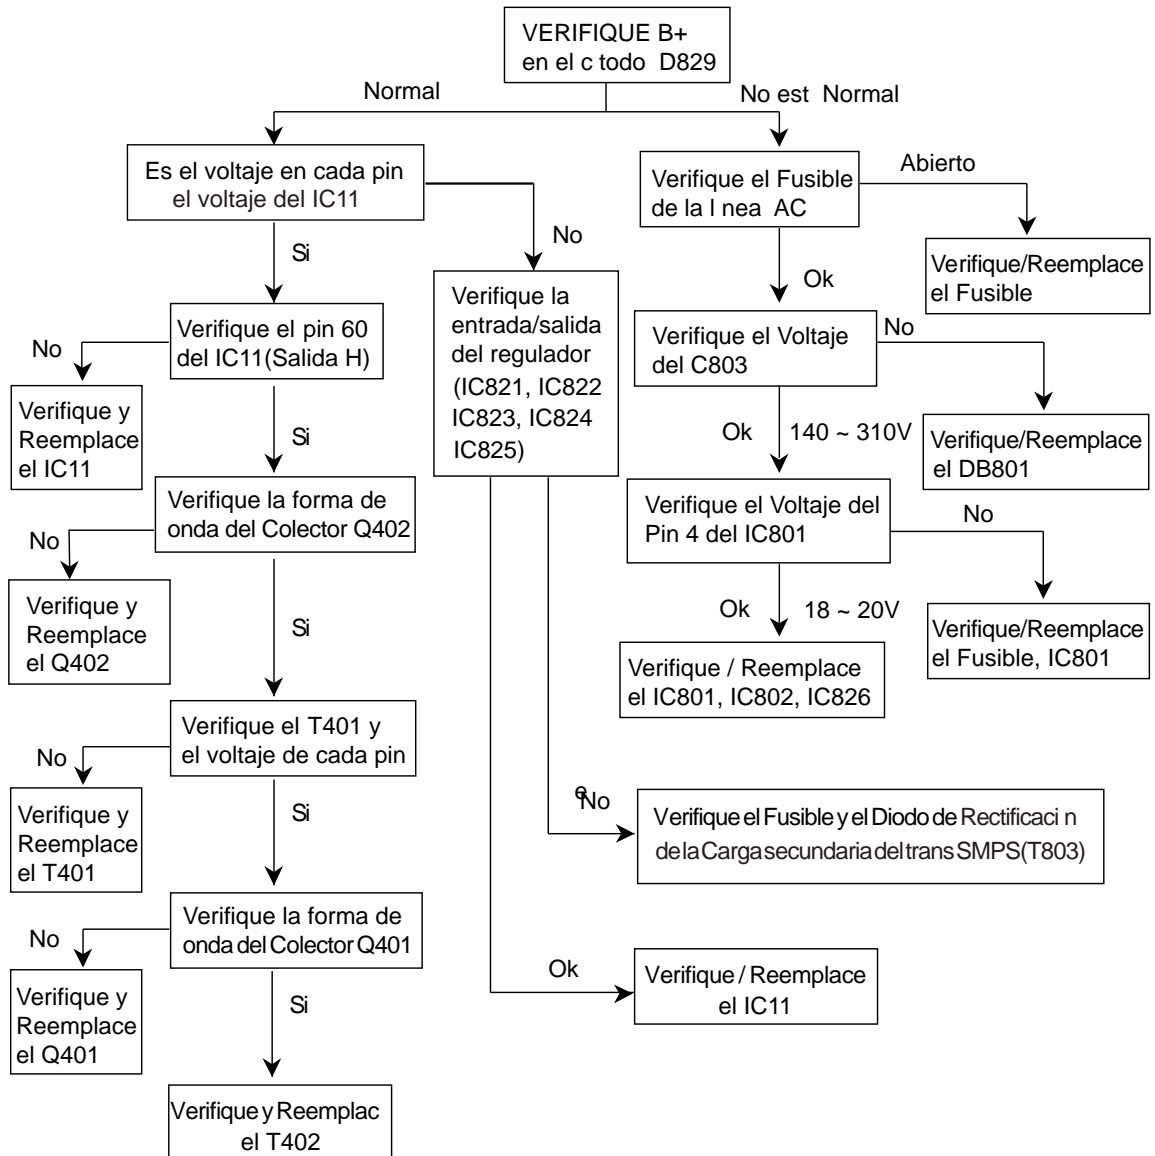 VERIFIQUE B+
en el c todo D829
Normal
No est Normal
Es el voltaje en cada pin
el voltaje del IC11
Verifique el Fusible
de la l nea AC
Abierto
Si
No
Ok
Verifique/Reemplace
el Fusible
Verifique el pin 60
del IC11(Salida H)
Verifique la
entrada/salida
del regulador
(IC821, IC822
IC823, IC824
IC825)
Verifique el Voltaje
del C803
No
No
Verifique y
Reemplace
el IC11
Si
Ok
140 ~ 310V
Verifique/Reemplace
el DB801
Verifique la forma de
onda del Colector Q402
Verifique el Voltaje del
Pin 4 del IC801
No
No
Verifique y
Reemplace
el Q402
Si
Ok
18 ~ 20V
Verifique/Reemplace
el Fusible, IC801
Verifique / Reemplace
el IC801, IC802, IC826
Verifique el T401 y
el voltaje de cada pin
No
Verifique y
Reemplace
el T401
Si
e
No
Verifique el Fusible y el Diodo de Rectificaci n
de la Carga secundaria del trans SMPS(T803)
Verifique la forma de
onda del Colector Q401
No
Verifique y
Reemplace
el Q401
Si
Ok
Verifique / Reemplace
el IC11
Verifique y Reemplac
el T402